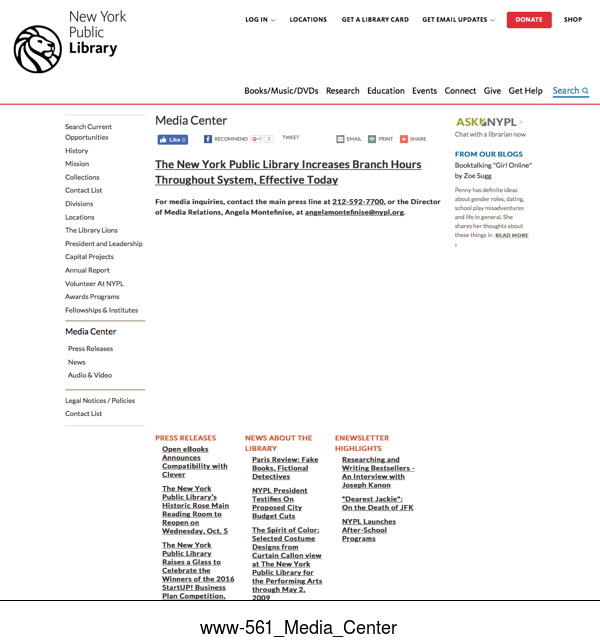 New York
Public
Library
LOG IN
LOCATIONS
GET A LIBRARY CARD
GET EMAIL UPDATES
DONATE
SHOP
Books/Music/DVDs
Research
Education
Events
Connect
Give
Get Help
Search
Search Current
Opportunities
History
Mission
Collections
Contact List
Divisions
Locations
The Library Lions
President and Leadership
Capital Projects
Annual Report
Volunteer At NYPL
Awards Programs
Fellowships & Institutes
Media Center
Press Releases
News
Audio & Video
Legal Notices / Policies
Contact List
Media Center
Like 0
RECOMMEND
G+1 3
TWEET
EMAIL
PRINT
SHARE
The New York Public Library Increases Branch Hours
Throughout System, Effective Today
For media inquiries, contact the main press line at 212-592-7700, or the Director
of Media Relations, Angela Montefinise, at angelamontefinise@nypl.org.
ASK NYPL >
Chat with a librarian now
FROM OUR BLOGS
Booktalking "Girl Online"
by Zoe Sugg
Penny has definite ideas
about gender roles, dating,
school play misadventures
and life in general. She
shares her thoughts about
these things in READ MORE
PRESS RELEASES
Open eBooks
Announces
Compatibility with
Clever
The New York
Public Library's
Historic Rose Main
Reading Room to
Reopen on
Wednesday, Oct. 5
The New York
Public Library
Raises a Glass to
Celebrate the
Winners of the 2016
StartUP! Business
Plan Competition,
NEWS ABOUT THE
LIBRARY
Paris Review: Fake
Books, Fictional
Detectives
NYPL President
Testifies On
Proposed City
Budget Cuts
The Spirit of Color:
Selected Costume
Designs from
Curtain Callon view
at The New York
Public Library for
the Performing Arts
through May 2,
2009
ENEWSLETTER
HIGHLIGHTS
Researching and
Writing Bestsellers -
An Interview with
Joseph Kanon
"Dearest Jackie":
On the Death of JFK
NYPL Launches
After-School
Programs
www-561_Media_Center